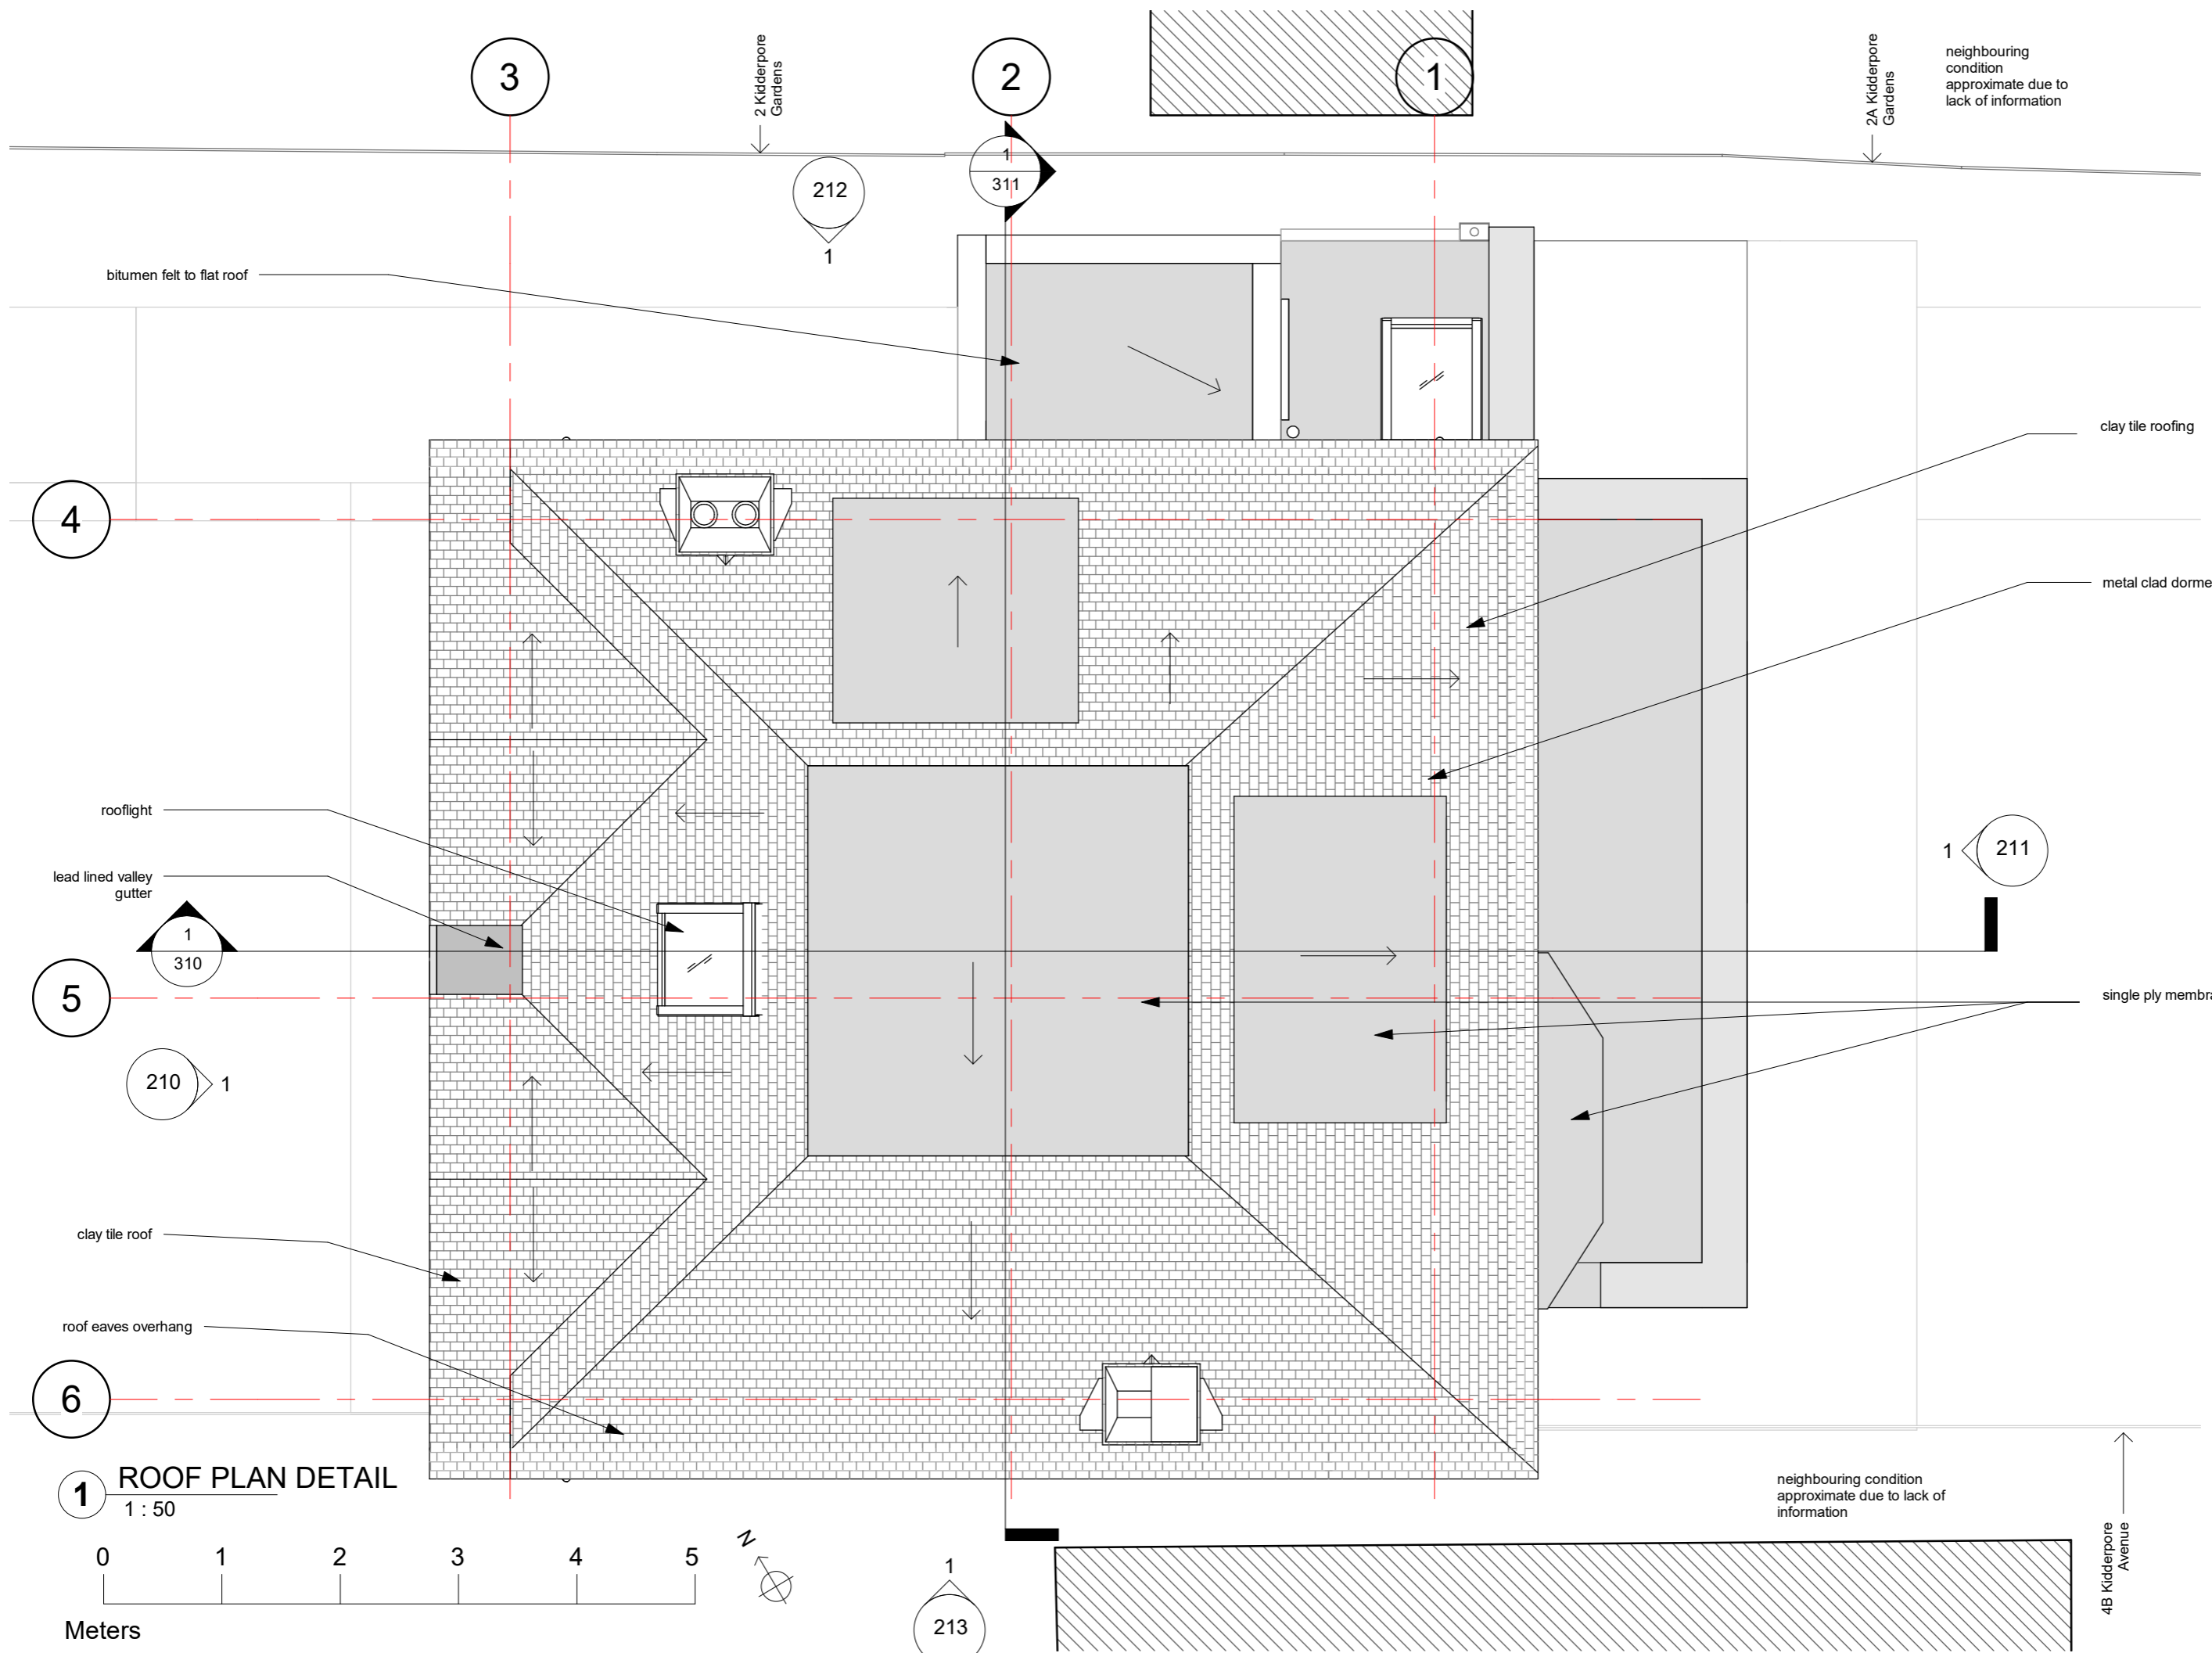 3
2
1
2 Kidderpore
Gardens
2A Kidderpore
Gardens
neighbouring
condition
approximate due to
lack of information
212
1
1
311
bitumen felt to flat roof
clay tile roofing
4
metal clad dorme
rooflight
lead lined valley
gutter
1
310
1
211
5
single ply membra
210
1
clay tile roof
roof eaves overhang
6
1
ROOF PLAN DETAIL
1 : 50
neighbouring condition
approximate due to lack of
information
4B Kidderpore
Avenue
0 1 2 3 4 5
Meters
N
1
213